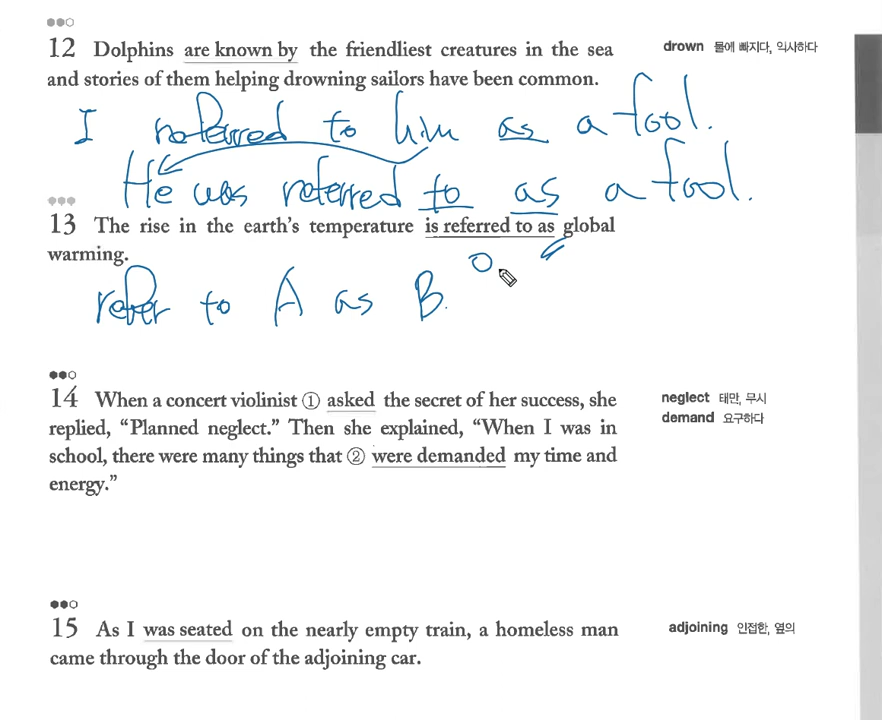 12 Dolphins are known by the friendliest creatures in the sea drown 물에 빠지다, 익사하다
and stories of them helping drowning sailors have been common.
I referred to him as a fool.
He was referred to as a fool.
13 The rise in the earth's temperature is referred to as global
warming.
refer to A as B.
14 When a concert violinist ① asked the secret of her success, she neglect 태만, 무시
replied, "Planned neglect." Then she explained, "When I was in demand 요구하다
school, there were many things that ② were demanded my time and
energy."
15 As I was seated on the nearly empty train, a homeless man adjoining 인접한, 옆의
came through the door of the adjoining car.